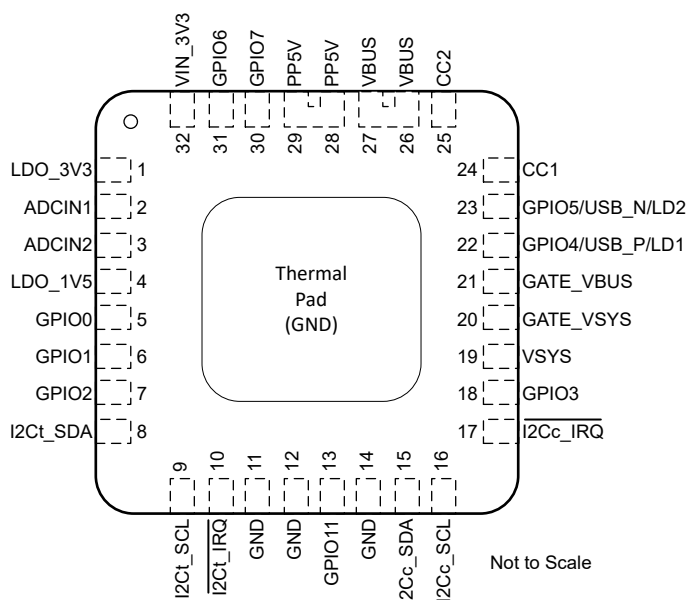 VIN_3V3
GPIO6
GPIO7
PP5V
PP5V
VBUS
VBUS
CC2
32
31
30
29
28
27
26
25
LDO_3V3 1
ADCIN1 2
ADCIN2 3
LDO_1V5 4
GPIO0 5
GPIO1 6
GPIO2 7
I2Ct_SDA 8
Thermal
Pad
(GND)
24 CC1
23 GPIO5/USB_N/LD2
22 GPIO4/USB_P/LD1
21 GATE_VBUS
20 GATE_VSYS
19 VSYS
18 GPIO3
17 I2Cc_IRQ
9
10
11
12
13
14
15
16
I2Ct_SCL
I2Ct_IRQ
GND
GND
GPIO11
GND
2Cc_SDA
I2Cc_SCL
Not to Scale